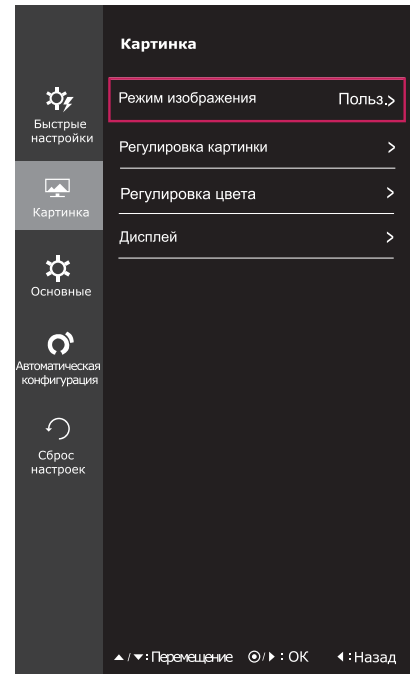 Картинка
Быстрые
настройки
Картинка
Основные
Автоматическая
конфигурация
Сброс
настроек
Режим изображения Польз.>
Регулировка картинки >
Регулировка цвета >
Дисплей >
▲/▼:Перемещение ⊙/▶:OK ◀:Назад